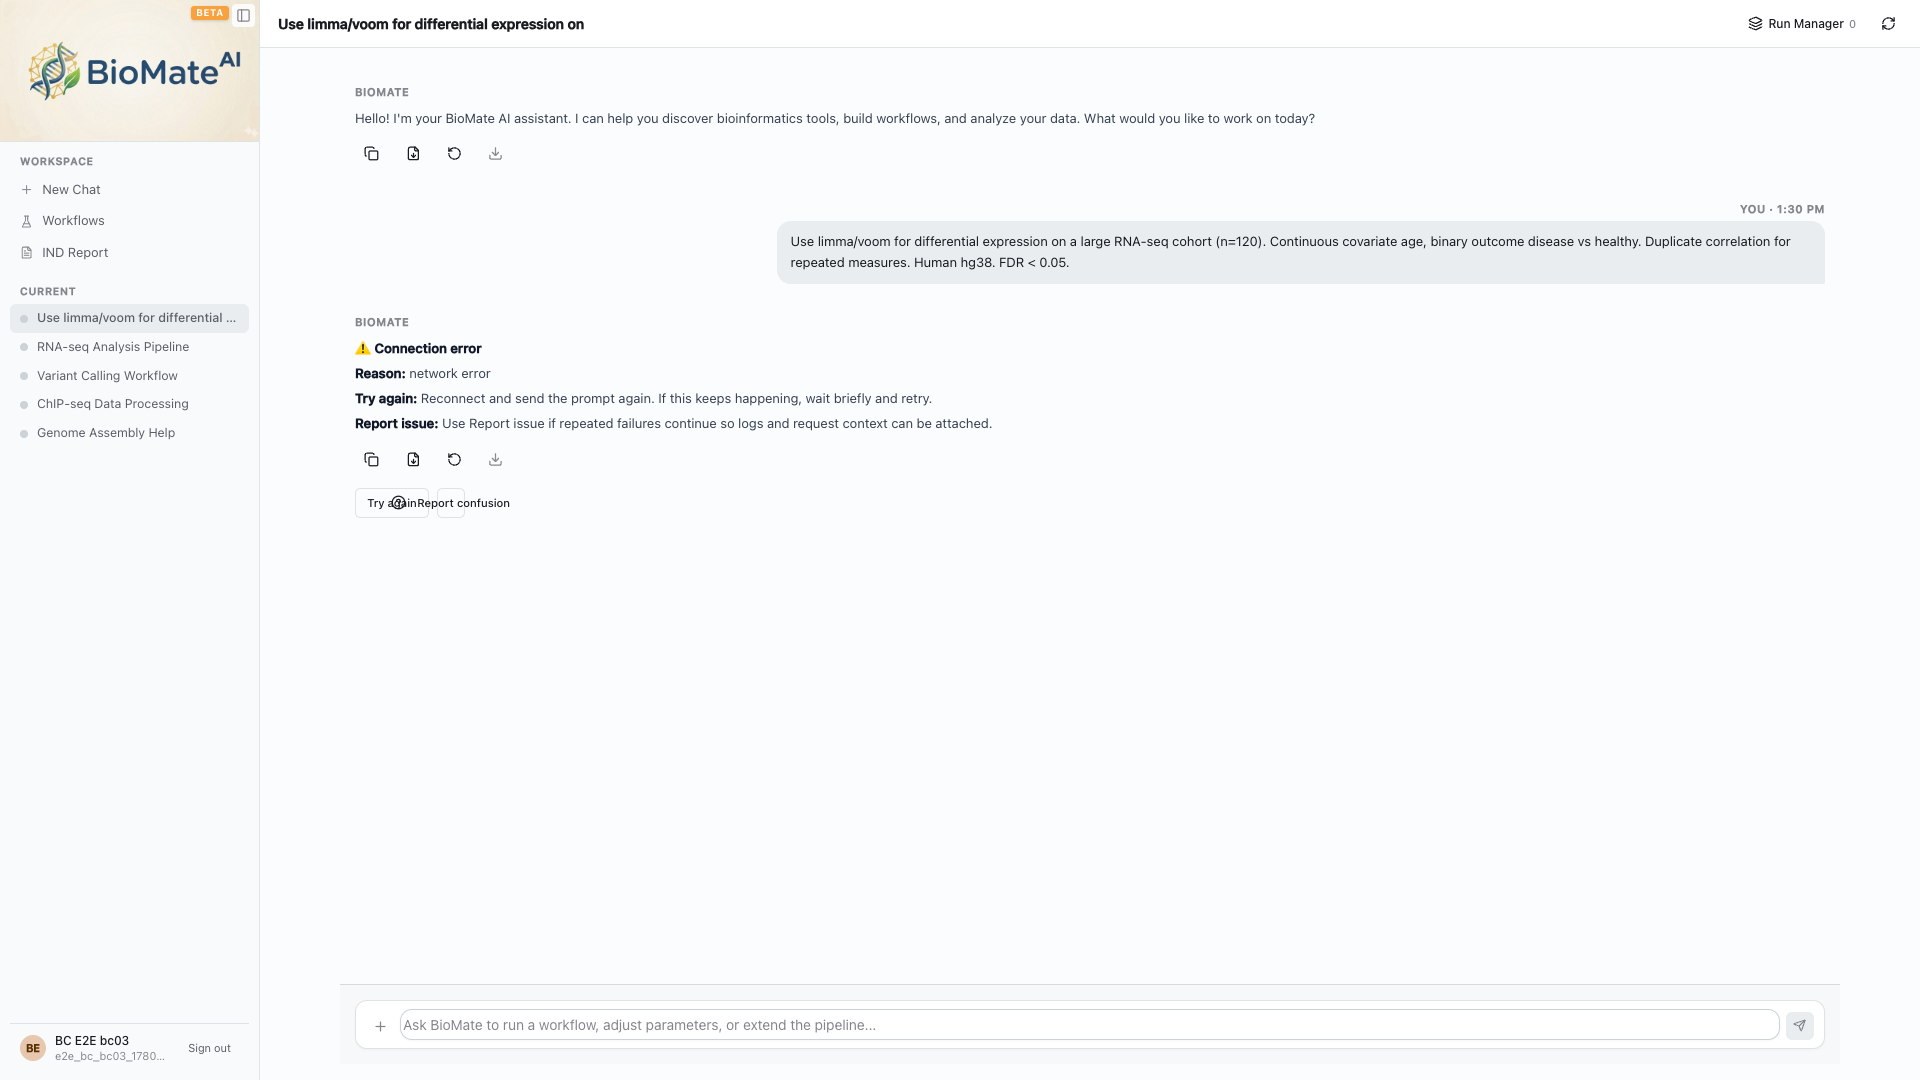 BETA
BioMate AI
WORKSPACE
New Chat
Workflows
IND Report
CURRENT
Use limma/voom for differential ...
RNA-seq Analysis Pipeline
Variant Calling Workflow
ChIP-seq Data Processing
Genome Assembly Help
BE
BC E2E bc03
e2e_bc_bc03_1780...
Sign out
Use limma/voom for differential expression on
Run Manager 0
BIOMATE
Hello! I'm your BioMate AI assistant. I can help you discover bioinformatics tools, build workflows, and analyze your data. What would you like to work on today?
YOU · 1:30 PM
Use limma/voom for differential expression on a large RNA-seq cohort (n=120). Continuous covariate age, binary outcome disease vs healthy. Duplicate correlation for
repeated measures. Human hg38. FDR < 0.05.
BIOMATE
⚠️ Connection error
Reason: network error
Try again: Reconnect and send the prompt again. If this keeps happening, wait briefly and retry.
Report issue: Use Report issue if repeated failures continue so logs and request context can be attached.
Try again Report confusion
Ask BioMate to run a workflow, adjust parameters, or extend the pipeline...